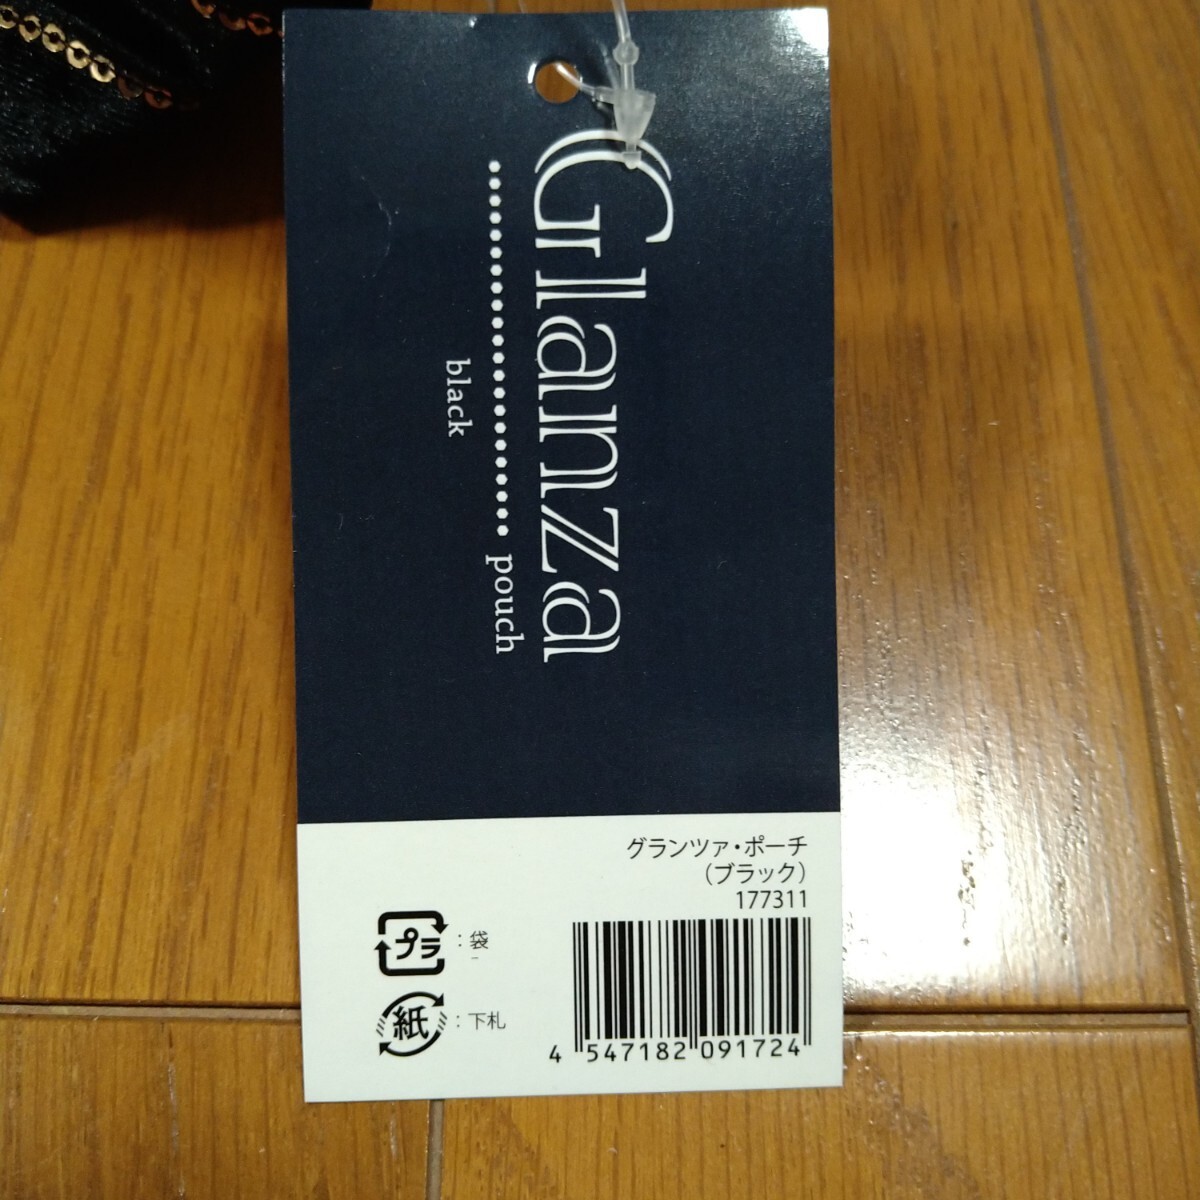 Glanza
pouch
black
グランツァ・ポーチ
（ブラック）
177311
プラ：袋
紙：下札
4 547182 091724